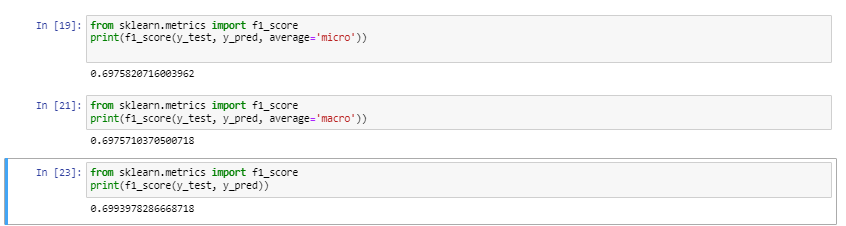 In [19]: from sklearn.metrics import f1_score
print(f1_score(y_test, y_pred, average='micro'))
0.6975820716003962
In [21]: from sklearn.metrics import f1_score
print(f1_score(y_test, y_pred, average='macro'))
0.6975710370500718
In [23]: from sklearn.metrics import f1_score
print(f1_score(y_test, y_pred))
0.6993978286668718